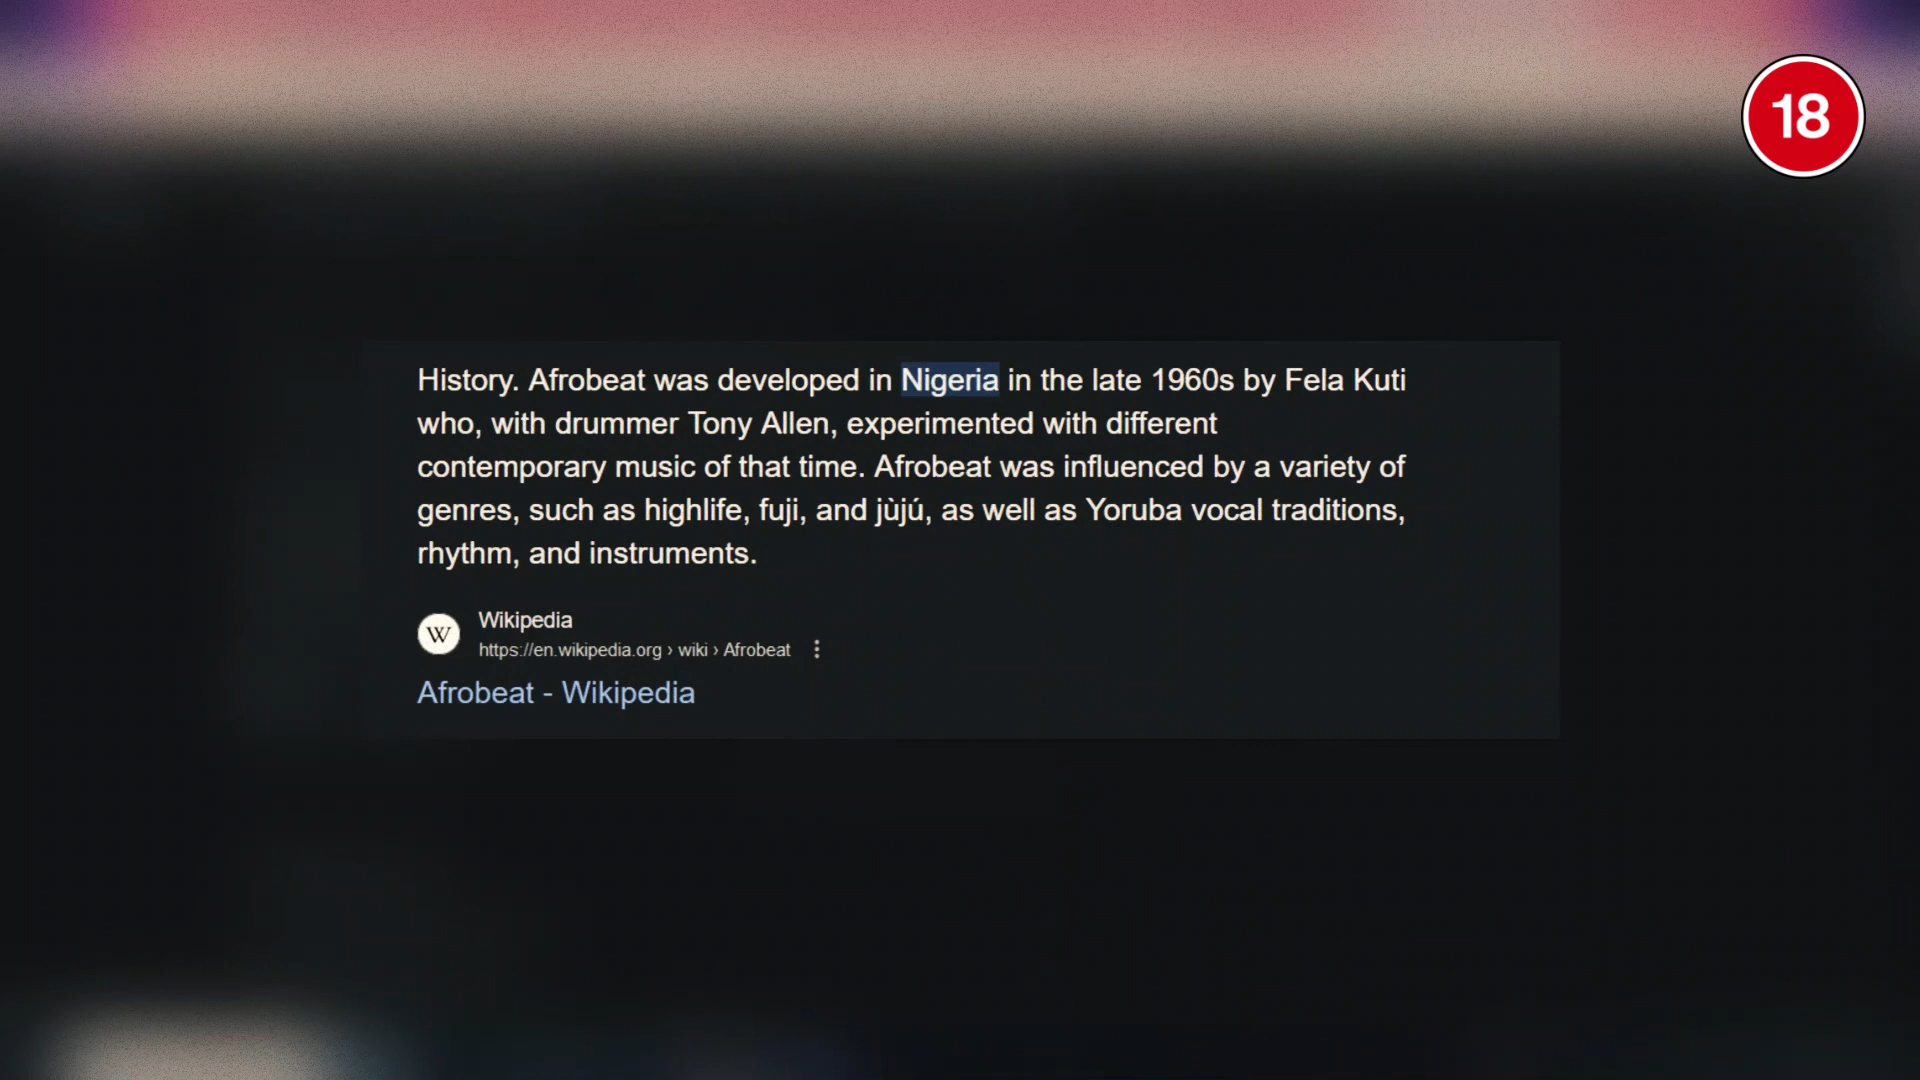 18
History. Afrobeat was developed in Nigeria in the late 1960s by Fela Kuti
who, with drummer Tony Allen, experimented with different
contemporary music of that time. Afrobeat was influenced by a variety of
genres, such as highlife, fuji, and jùjú, as well as Yoruba vocal traditions,
rhythm, and instruments.
W
Wikipedia
https://en.wikipedia.org › wiki › Afrobeat
Afrobeat - Wikipedia